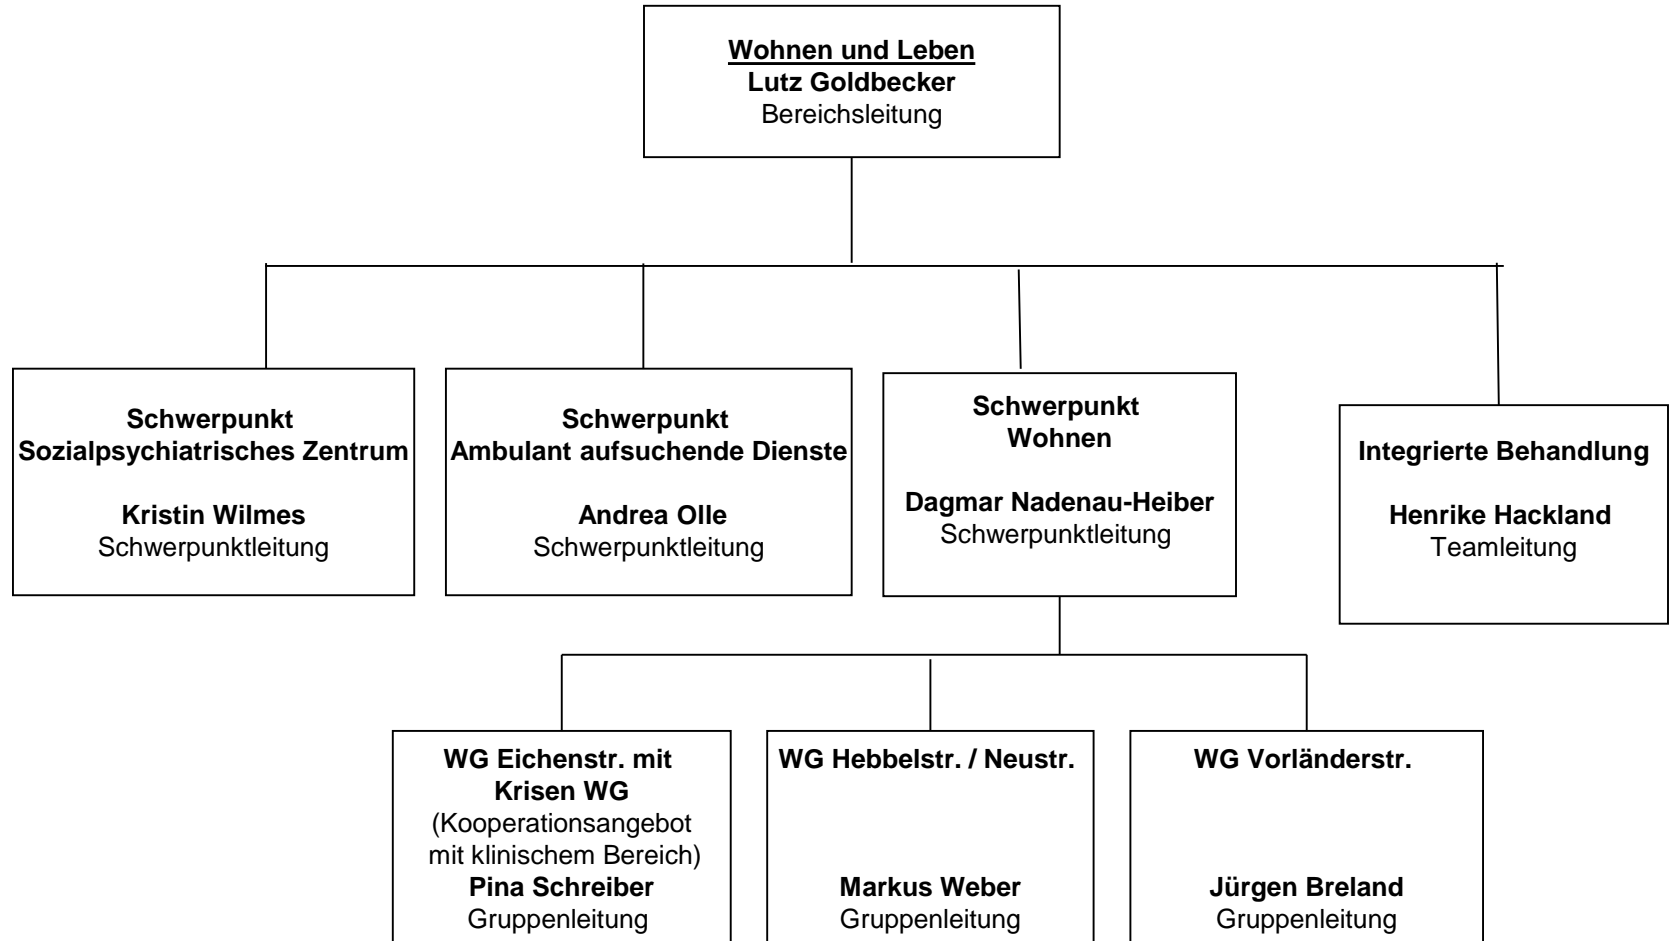 Wohnen und Leben
Lutz Goldbecker
Bereichsleitung
Schwerpunkt
Sozialpsychiatrisches Zentrum
Kristin Wilmes
Schwerpunktleitung
Schwerpunkt
Ambulant aufsuchende Dienste
Andrea Olle
Schwerpunktleitung
Schwerpunkt
Wohnen
Dagmar Nadenau-Heiber
Schwerpunktleitung
Integrierte Behandlung
Henrike Hackland
Teamleitung
WG Eichenstr. mit
Krisen WG
(Kooperationsangebot
mit klinischem Bereich)
Pina Schreiber
Gruppenleitung
WG Hebbelstr. / Neustr.
Markus Weber
Gruppenleitung
WG Vorländerstr.
Jürgen Breland
Gruppenleitung